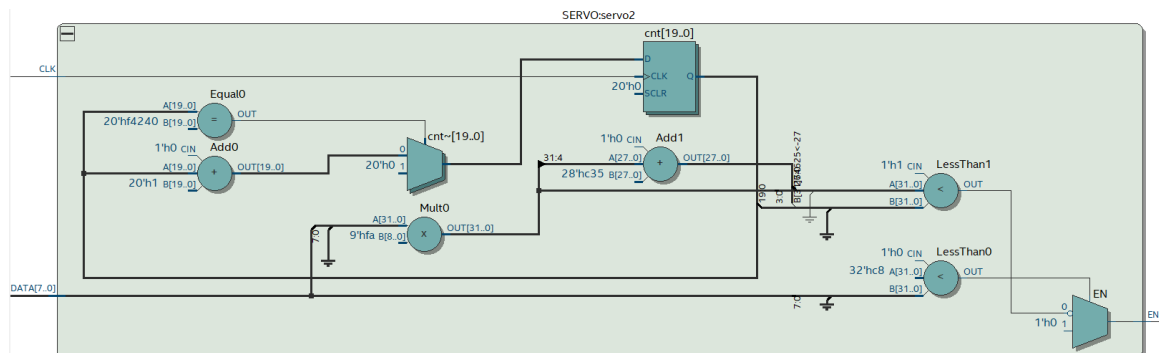 SERVO:servo2
cnt[19..0]
D
CLK
>CLK
Q
20'h0
SCLR
Equal0
A[19..0]
=
OUT
20'hf4240 B[19..0]
1'h0 CIN
Add0
A[19..0]
+
OUT[19..0]
20'h1 B[19..0]
cnt~[19..0]
0
20'h0
1
31:4
1'h0 CIN
Add1
A[27..0]
+
OUT[27..0]
28'hc35 B[27..0]
19:0
3:0
1'h1 CIN
LessThan1
A[31..0]
<
OUT
B[31..0]
Mult0
7:0
A[31..0]
x
OUT[31..0]
9'hfa B[8..0]
1'h0 CIN
LessThan0
32'hc8 A[31..0]
<
OUT
B[31..0]
DATA[7..0]
7:0
EN
0
1'h0
1
EN